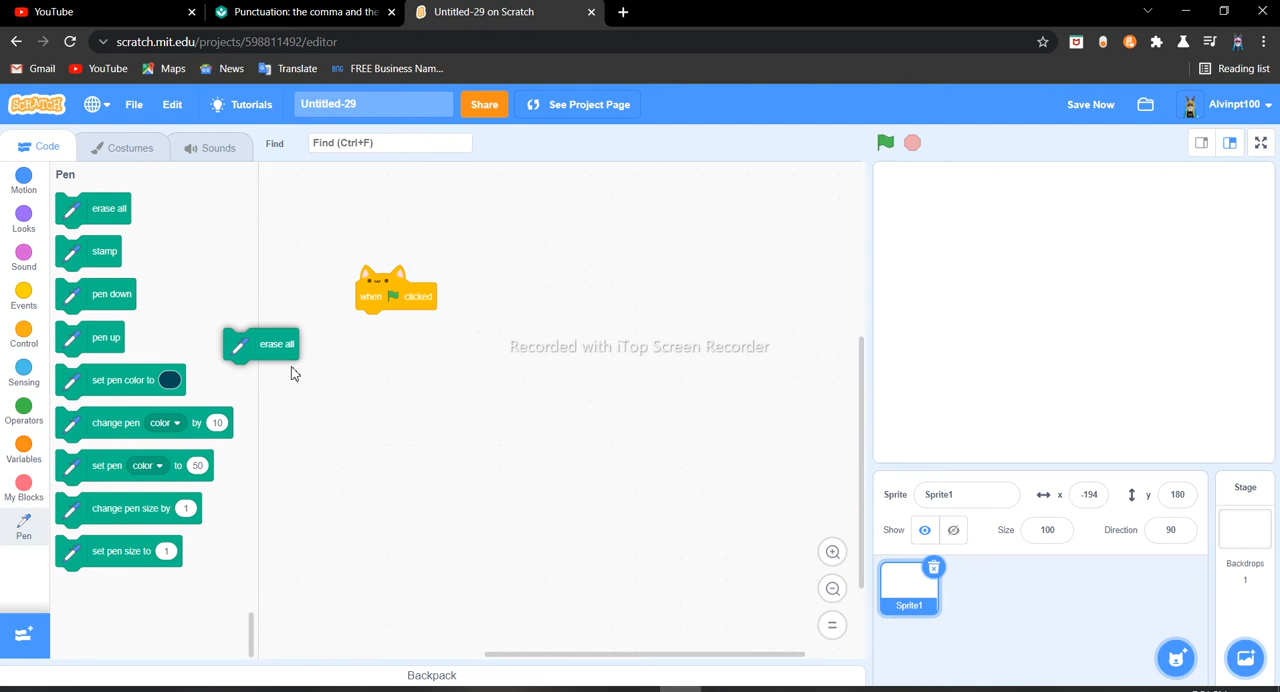 YouTube
Punctuation: the comma and the
Untitled-29 on Scratch
scratch.mit.edu/projects/598811492/editor
Gmail YouTube Maps News Translate FREE Business Nam... Reading list
SCRATCH File Edit Tutorials Untitled-29 Share See Project Page Save Now Alvinpt100
Code Costumes Sounds Find Find (Ctrl+F)
Motion
Looks
Sound
Events
Control
Sensing
Operators
Variables
My Blocks
Pen
Pen
erase all
stamp
pen down
pen up
set pen color to
change pen color by 10
set pen color to 50
change pen size by 1
set pen size to 1
when clicked
erase all
Recorded with iTop Screen Recorder
Sprite Sprite1 x -194 y 180
Show Size 100 Direction 90
Sprite1
Stage
Backdrops
1
Backpack